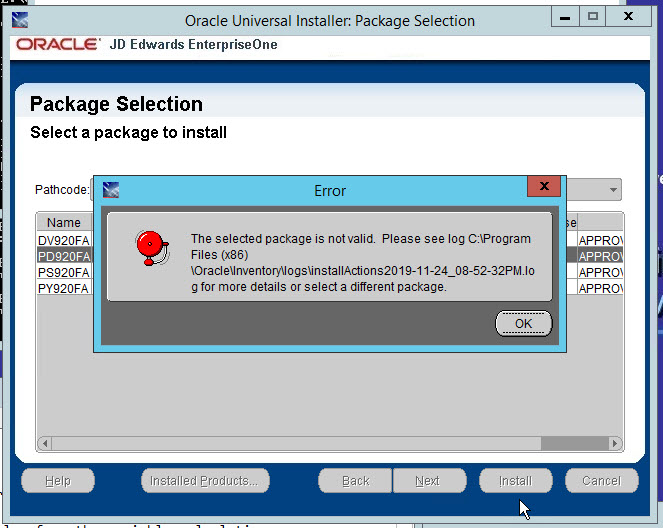 Oracle Universal Installer: Package Selection
ORACLE JD Edwards EnterpriseOne
Package Selection
Select a package to install
Pathcode:
Error
Name
se
DV920FA
APPROV
PD920FA
APPROV
PS920FA
APPROV
PY920FA
APPROV
The selected package is not valid. Please see log C:\Program
Files (x86)
\Oracle\Inventory\logs\installActions2019-11-24_08-52-32PM.lo
g for more details or select a different package.
OK
Help
Installed Products...
Back
Next
Install
Cancel